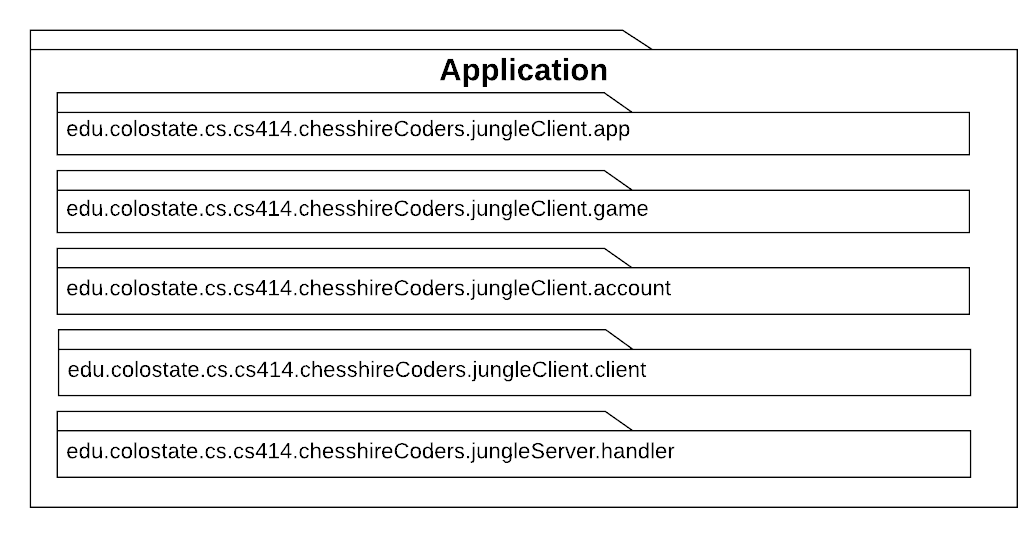 Application
edu.colostate.cs.cs414.chesshireCoders.jungleClient.app
edu.colostate.cs.cs414.chesshireCoders.jungleClient.game
edu.colostate.cs.cs414.chesshireCoders.jungleClient.account
edu.colostate.cs.cs414.chesshireCoders.jungleClient.client
edu.colostate.cs.cs414.chesshireCoders.jungleServer.handler